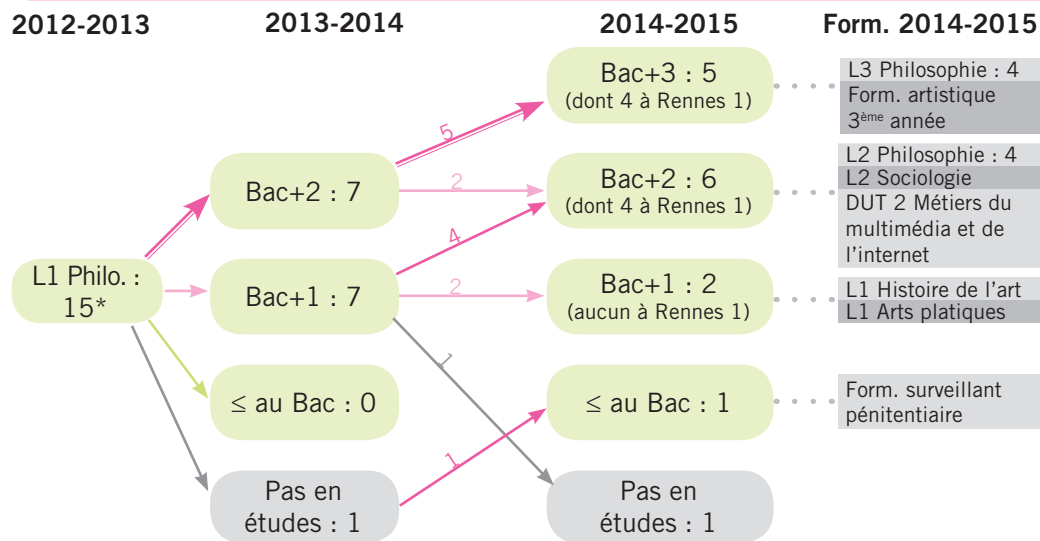 2012-2013
2013-2014
2014-2015
Form. 2014-2015
L1 Philo. :
15*
Bac+2 : 7
Bac+1 : 7
≤ au Bac : 0
Pas en
études : 1
5
2
4
2
1
1
Bac+3 : 5
(dont 4 à Rennes 1)
Bac+2 : 6
(dont 4 à Rennes 1)
Bac+1 : 2
(aucun à Rennes 1)
≤ au Bac : 1
Pas en
études : 1
L3 Philosophie : 4
Form. artistique
3ème année
L2 Philosophie : 4
L2 Sociologie
DUT 2 Métiers du
multimédia et de
l'internet
L1 Histoire de l'art
L1 Arts platiques
Form. surveillant
pénitentiaire